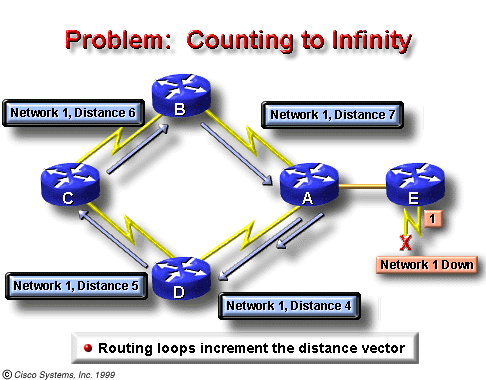 Problem: Counting to Infinity
B
Network 1, Distance 6
Network 1, Distance 7
C
A
E
1
X
Network 1 Down
D
Network 1, Distance 5
Network 1, Distance 4
Routing loops increment the distance vector
© Cisco Systems, Inc. 1999